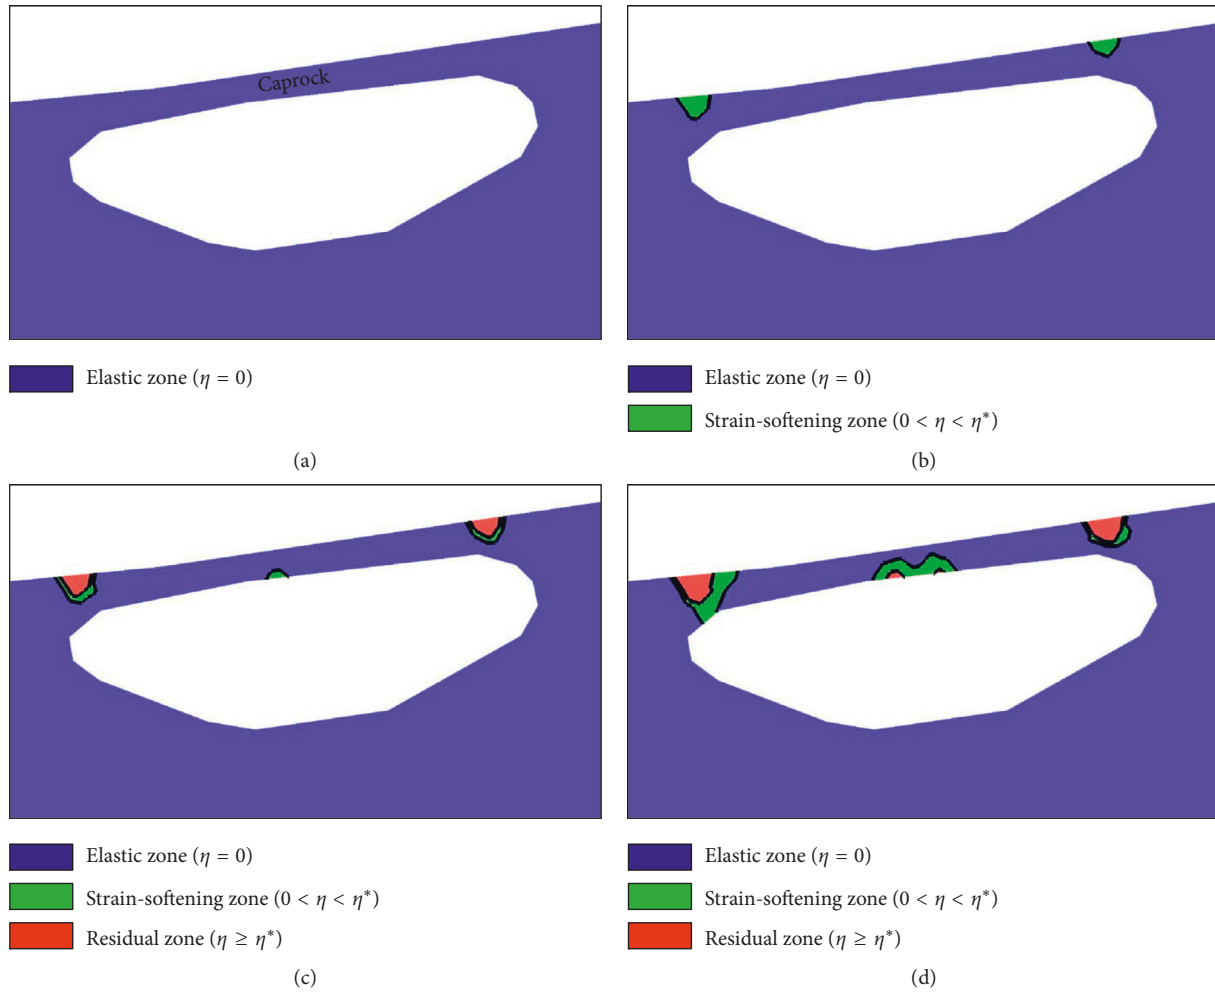 Caprock
Elastic zone (η = 0)
(a)
Elastic zone (η = 0)
Strain-softening zone (0 < η < η*)
(b)
Elastic zone (η = 0)
Strain-softening zone (0 < η < η*)
Residual zone (η ≥ η*)
(c)
Elastic zone (η = 0)
Strain-softening zone (0 < η < η*)
Residual zone (η ≥ η*)
(d)